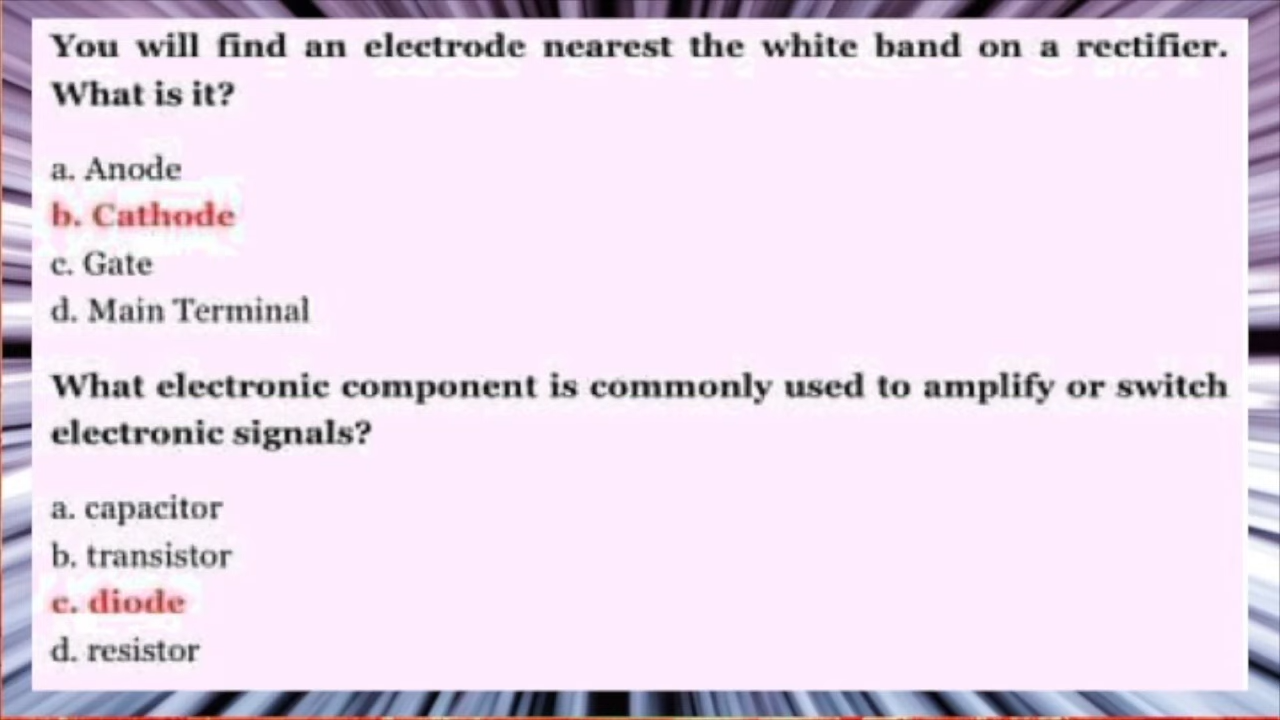 You will find an electrode nearest the white band on a rectifier.
What is it?
a. Anode
b. Cathode
c. Gate
d. Main Terminal
What electronic component is commonly used to amplify or switch
electronic signals?
a. capacitor
b. transistor
c. diode
d. resistor